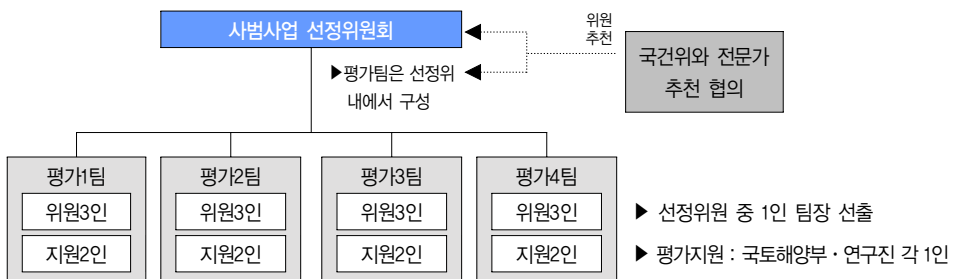 사범사업 선정위원회
위원
추천
국건위와 전문가
추천 협의
▶평가팀은 선정위
내에서 구성
평가1팀
위원3인
지원2인
평가2팀
위원3인
지원2인
평가3팀
위원3인
지원2인
평가4팀
위원3인
지원2인
▶ 선정위원 중 1인 팀장 선출
▶ 평가지원 : 국토해양부・연구진 각 1인